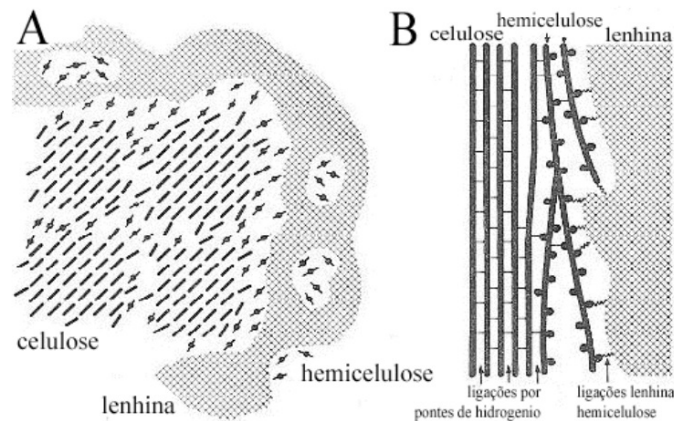 A
celulose
hemicelulose
lenhina
B
hemicelulose
celulose
lenhina
ligações por
pontes de hidrogenio
ligações lenhina
hemicelulose